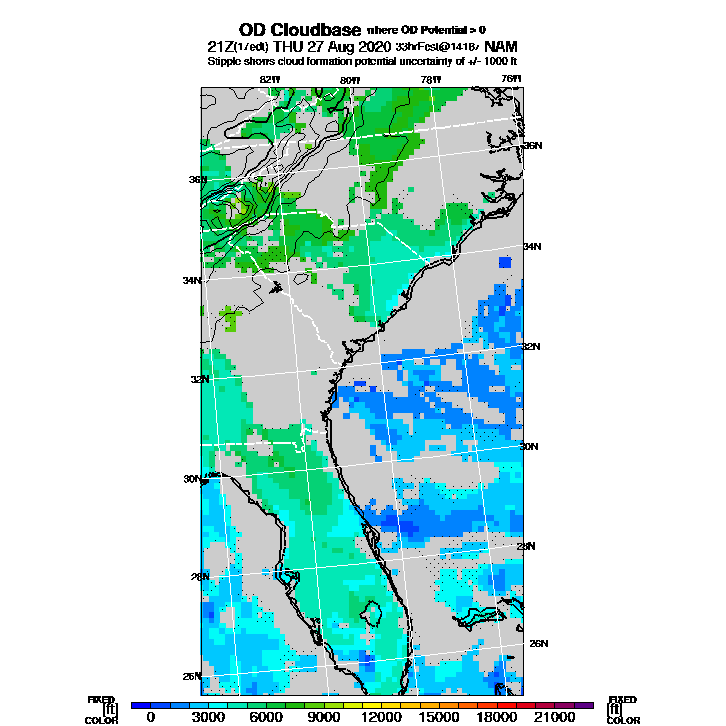 OD Cloudbase where OD Potential > 0
21Z(17edt) THU 27 Aug 2020 33hrFcst@1418z NAM
Stipple shows cloud formation potential uncertainty of +/- 1000 ft
82W 80W 78W 76W
36N
36N
34N
34N
32N
32N
30N
30N
28N
28N
26N
26N
FIXED FIXED
[ft] [ft]
COLOR 0 3000 6000 9000 12000 15000 18000 21000 COLOR